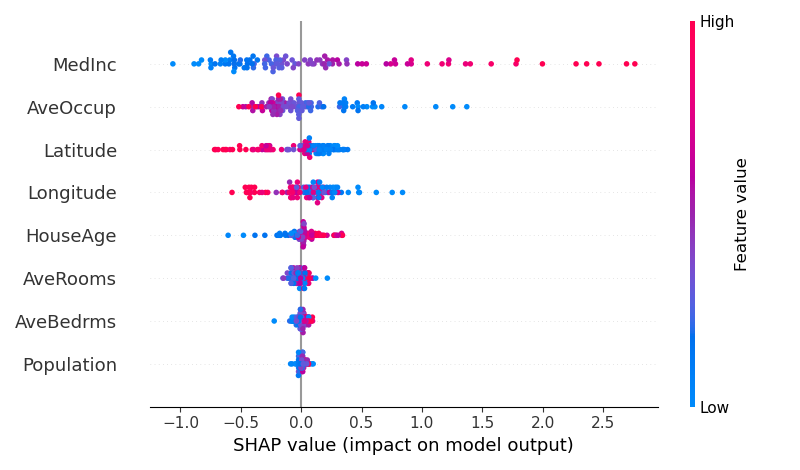 High
MedInc
AveOccup
Latitude
Longitude
HouseAge
AveRooms
AveBedrms
Population
Feature value
Low
−1.0 −0.5 0.0 0.5 1.0 1.5 2.0 2.5
SHAP value (impact on model output)